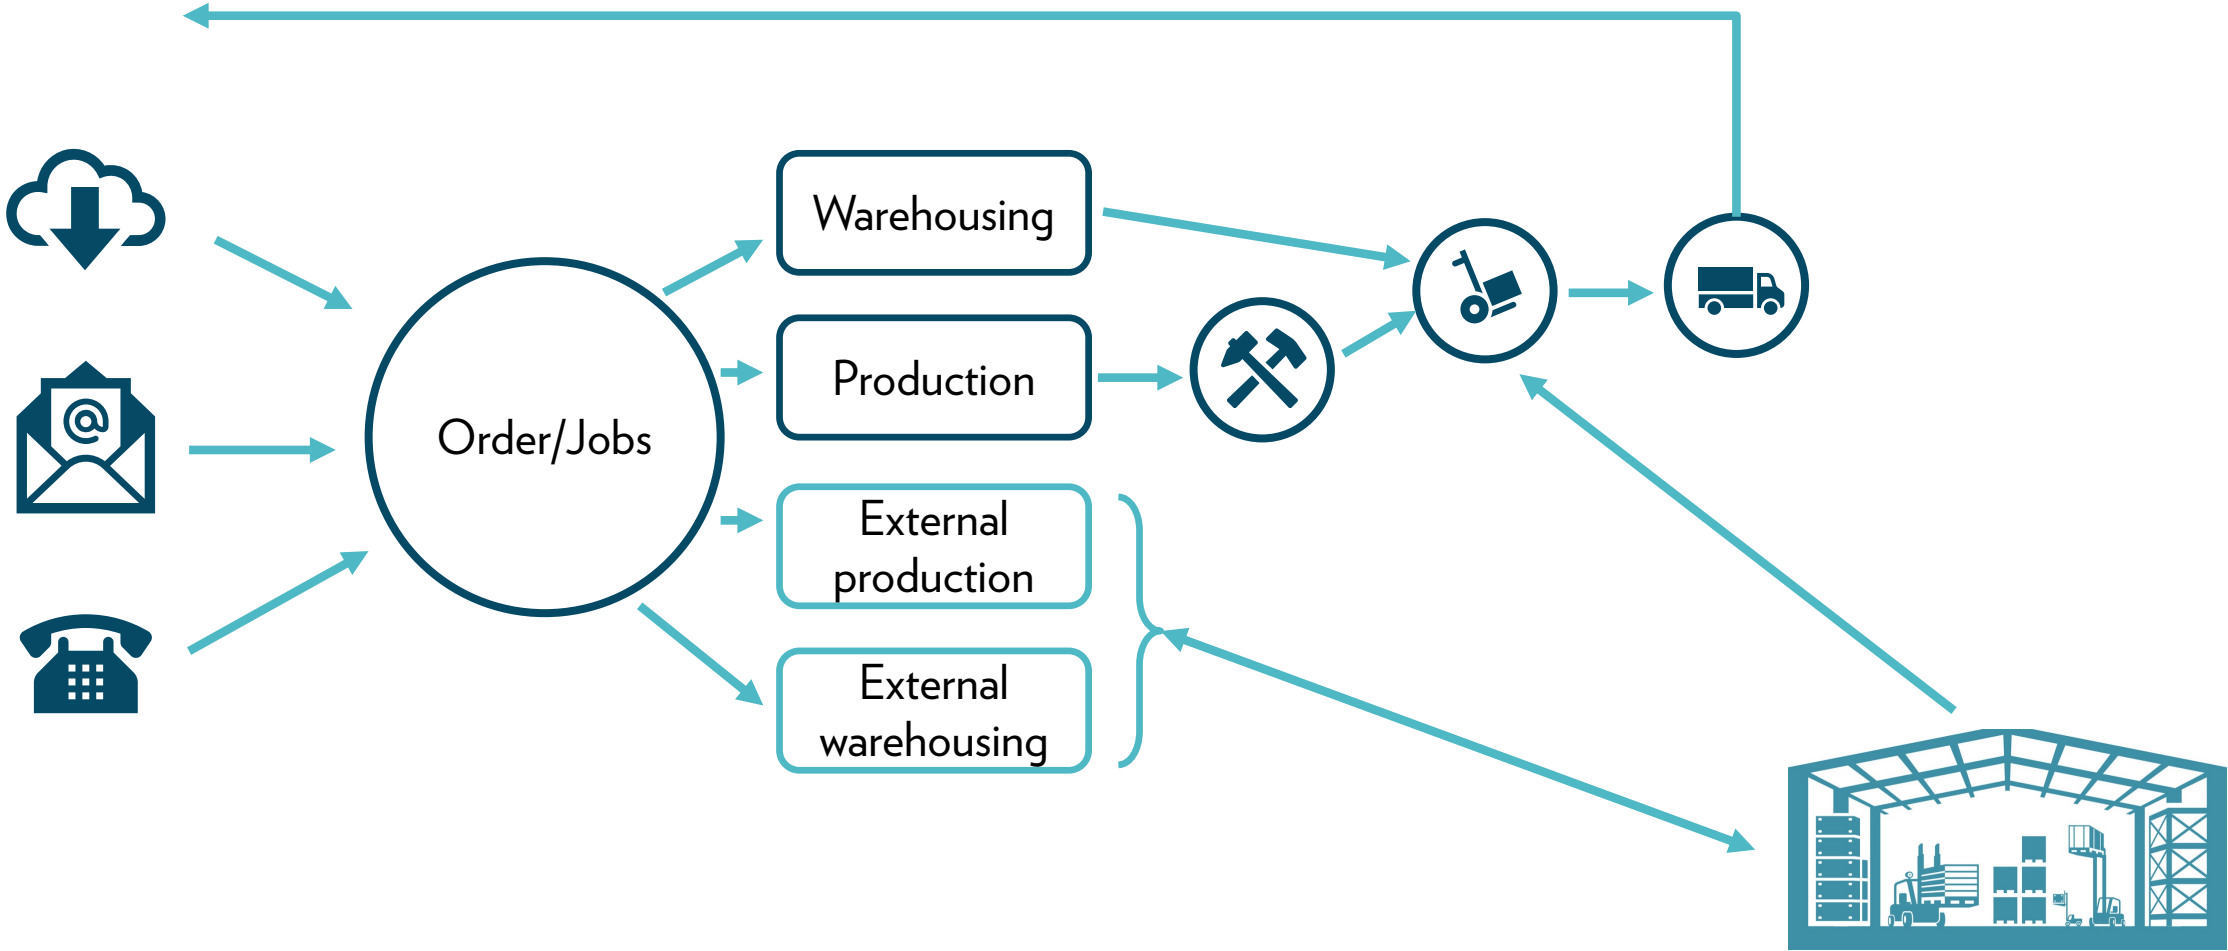 Warehousing
Production
Order/Jobs
External
production
External
warehousing